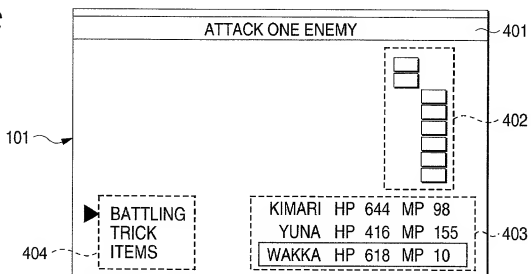 ATTACK ONE ENEMY
401
402
101
BATTLING
TRICK
ITEMS
404
KIMARI HP 644 MP 98
YUNA HP 416 MP 155
WAKKA HP 618 MP 10
403